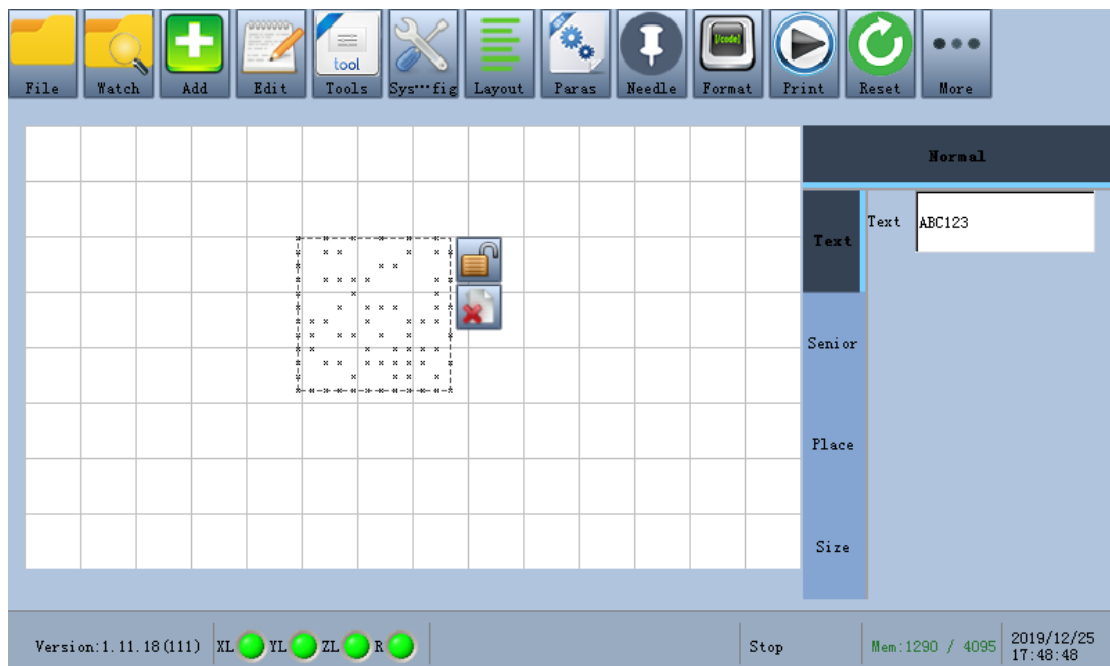 File Watch Add Edit Tools Sys···fig Layout Paras Needle Format Print Reset More
tool
[/code]
Normal
Text
Text ABC123
Senior
Place
Size
Version:1.11.18(111) XL YL ZL R Stop Mem:1290 / 4095 2019/12/25
17:48:48